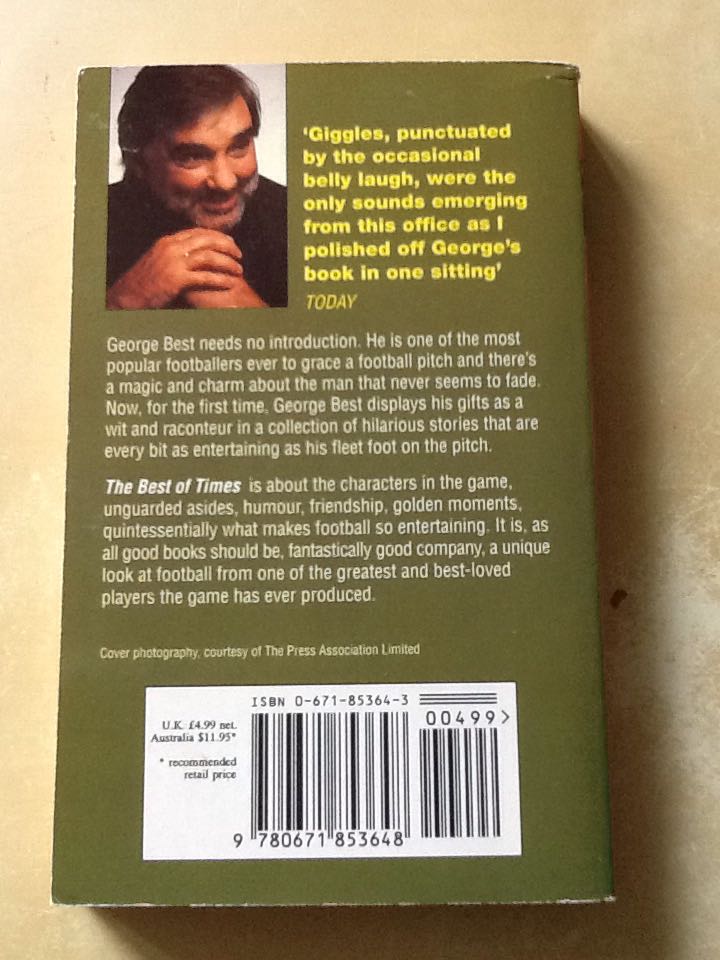 ‘Giggles, punctuated
by the occasional
belly laugh, were the
only sounds emerging
from this office as I
polished off George’s
book in one sitting’
TODAY
George Best needs no introduction. He is one of the most
popular footballers ever to grace a football pitch and there’s
a magic and charm about the man that never seems to fade.
Now, for the first time, George Best displays his gifts as a
wit and raconteur in a collection of hilarious stories that are
every bit as entertaining as his fleet foot on the pitch.
The Best of Times is about the characters in the game,
unguarded asides, humour, friendship, golden moments,
quintessentially what makes football so entertaining. It is, as
all good books should be, fantastically good company, a unique
look at football from one of the greatest and best-loved
players the game has ever produced.
Cover photography, courtesy of The Press Association Limited
ISBN 0-671-85364-3
00499>
U.K. £4.99 net.
Australia $11.95*
* recommended
retail price
9 780671 853648